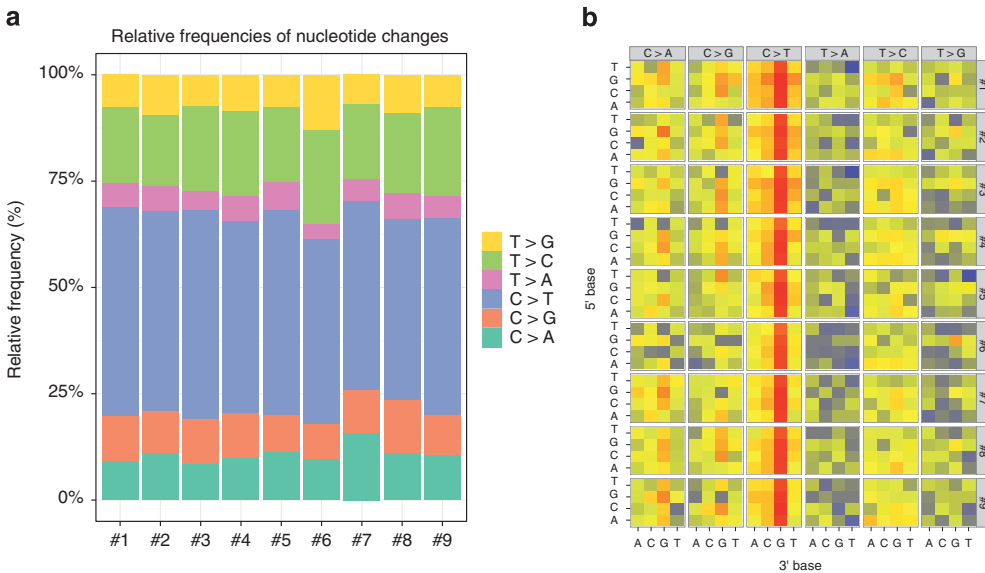 a
Relative frequencies of nucleotide changes
Relative frequency (%)
100%
75%
50%
25%
0%
#1 #2 #3 #4 #5 #6 #7 #8 #9
T > G
T > C
T > A
C > T
C > G
C > A
b
C > A C > G C > T T > A T > C T > G
5' base
T
G
C
A
#1
T
G
C
A
#2
T
G
C
A
#3
T
G
C
A
#4
T
G
C
A
#5
T
G
C
A
#6
T
G
C
A
#7
T
G
C
A
#8
T
G
C
A
#9
A C G T A C G T A C G T A C G T A C G T A C G T
3' base